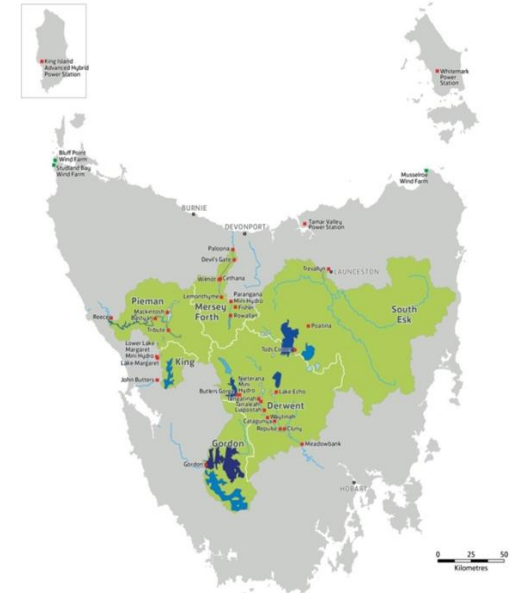 King Island
Advanced Hybrid
Power Station
Whitemark
Power
Station
Bluff Point
Wind Farm
Studland Bay
Wind Farm
Musselroe
Wind Farm
BURNIE
DEVONPORT
Tamar Valley
Power Station
Paloona
Devil's Gate
Wilmot
Cethana
Trevallyn
LAUNCESTON
Lemonthyme
Parangana
Mini Hydro
Fisher
Rowallan
Pieman
Mackintosh
Bastyan
Reece
Tribute
Mersey
Forth
South
Esk
Poatina
Tods Corner
Lower Lake
Margaret
Mini Hydro
Lake Margaret
King
John Butters
Butlers Gorge
Nieterana
Mini
Hydro
Lake Echo
Tarraleah
Liapootah
Derwent
Wayatinah
Catagunya
Repulse
Cluny
Meadowbank
Gordon
Gordon
HOBART
0 25 50
Kilometres